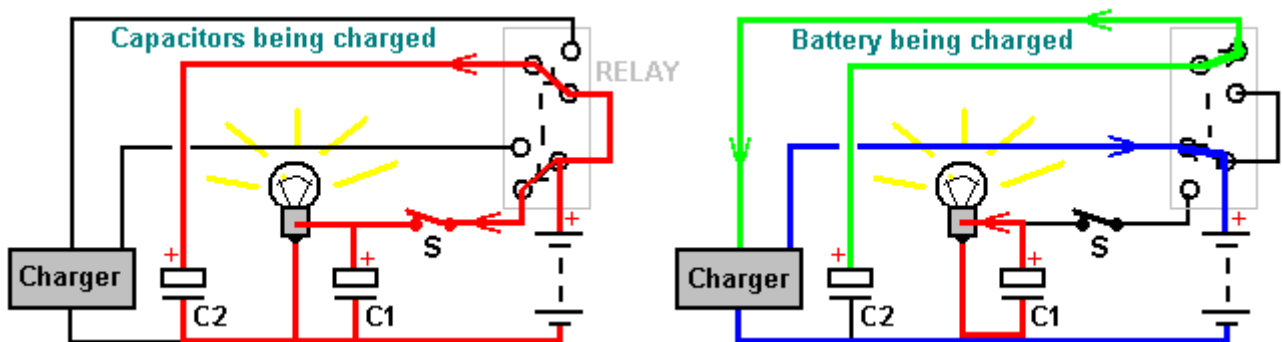 Capacitors being charged
RELAY
+
+
+
S
Charger
C2
C1
Battery being charged
+
+
+
S
Charger
C2
C1